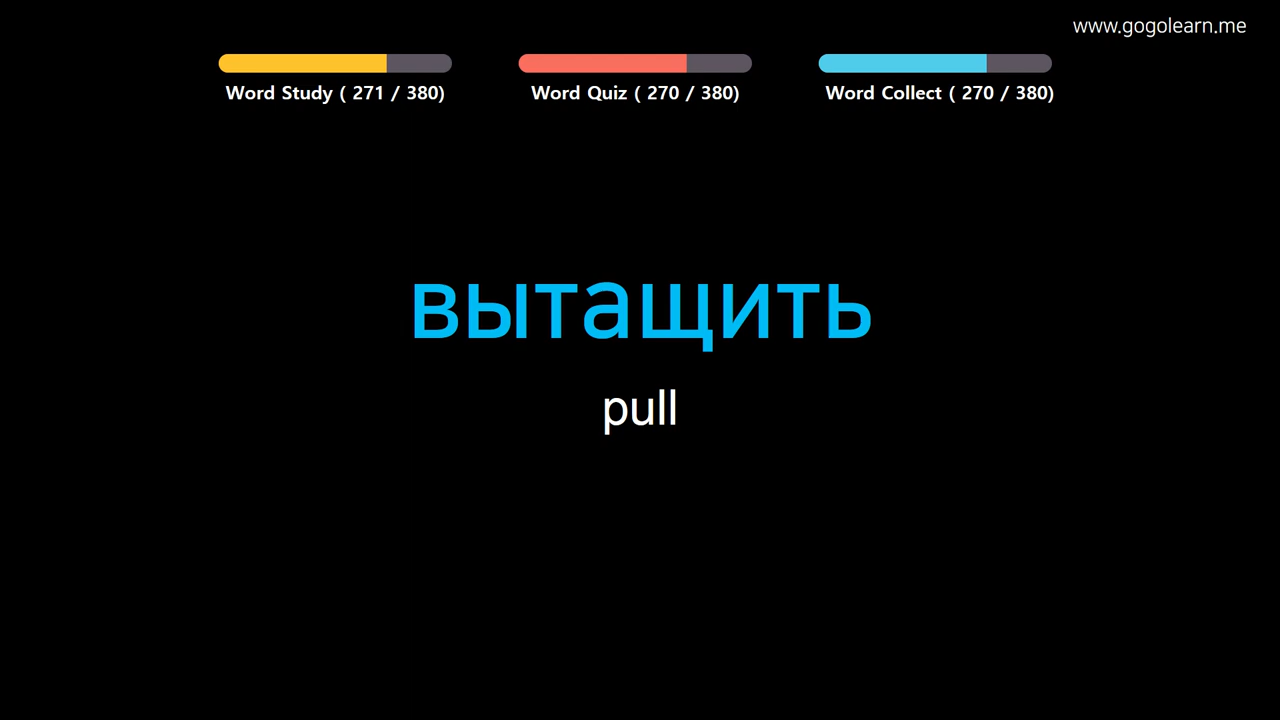 www.gogolearn.me
Word Study ( 271 / 380)
Word Quiz ( 270 / 380)
Word Collect ( 270 / 380)
вытащить
pull